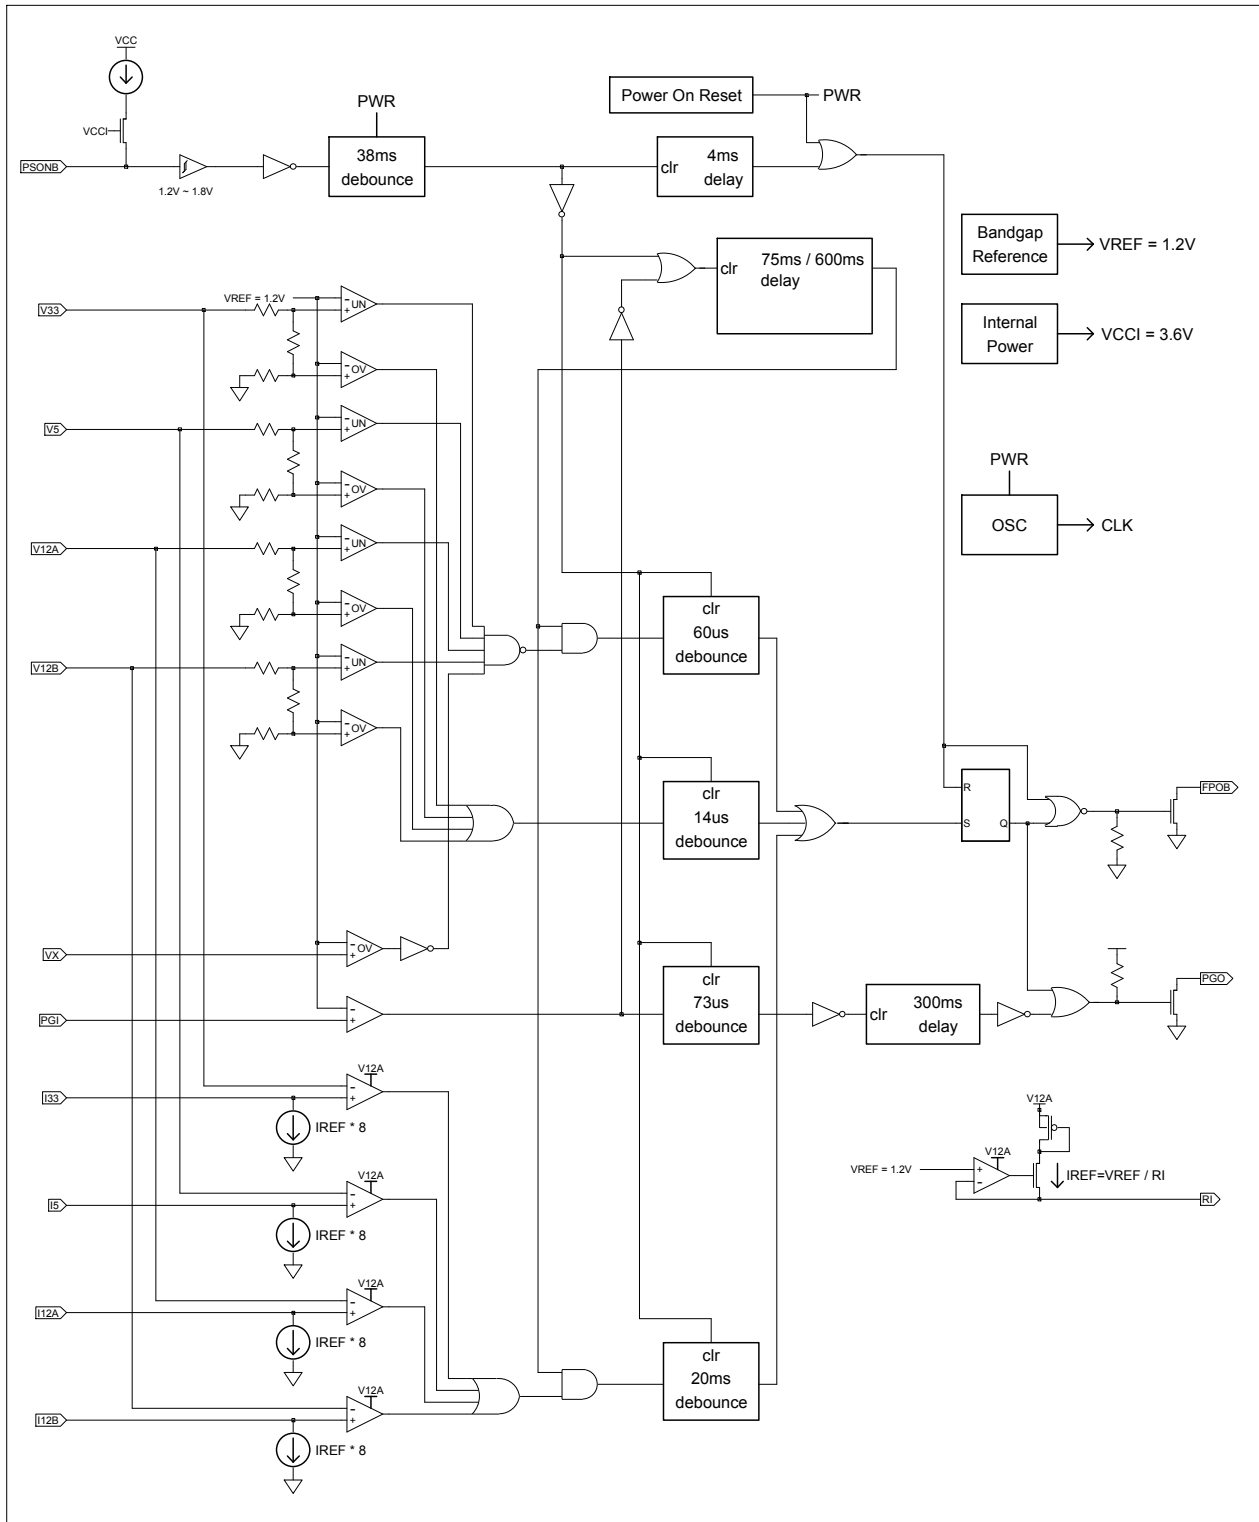 VCC
VCCI
PSONB
1.2V ~ 1.8V
PWR
38ms
debounce
Power On Reset
PWR
clr
4ms
delay
clr
75ms / 600ms
delay
Bandgap
Reference
VREF = 1.2V
Internal
Power
VCCI = 3.6V
PWR
OSC
CLK
VREF = 1.2V
V33
−
+
UN
−
+
OV
V5
−
+
UN
−
+
OV
V12A
−
+
UN
−
+
OV
V12B
−
+
UN
−
+
OV
clr
60us
debounce
clr
14us
debounce
R
S
Q
FPOB
VX
−
+
OV
PGI
−
+
clr
73us
debounce
clr
300ms
delay
PGO
I33
V12A
−
+
IREF * 8
I5
V12A
−
+
IREF * 8
I12A
V12A
−
+
IREF * 8
I12B
V12A
−
+
IREF * 8
clr
20ms
debounce
V12A
VREF = 1.2V
V12A
+
−
IREF=VREF / RI
RI